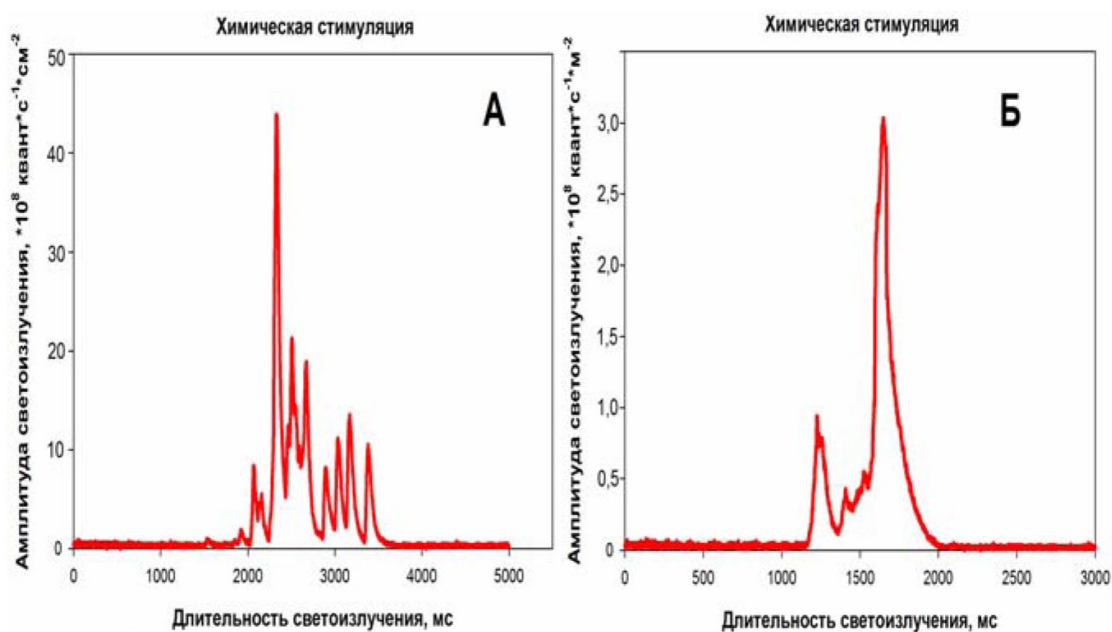 Химическая стимуляция
А
Амплитуда светоизлучения, *10⁸ квант*с⁻¹*см⁻²
50
40
30
20
10
0
0 1000 2000 3000 4000 5000
Длительность светоизлучения, мс
Химическая стимуляция
Б
Амплитуда светоизлучения, *10⁸ квант*с⁻¹*м⁻²
3,0
2,5
2,0
1,5
1,0
0,5
0
0 500 1000 1500 2000 2500 3000
Длительность светоизлучения, мс